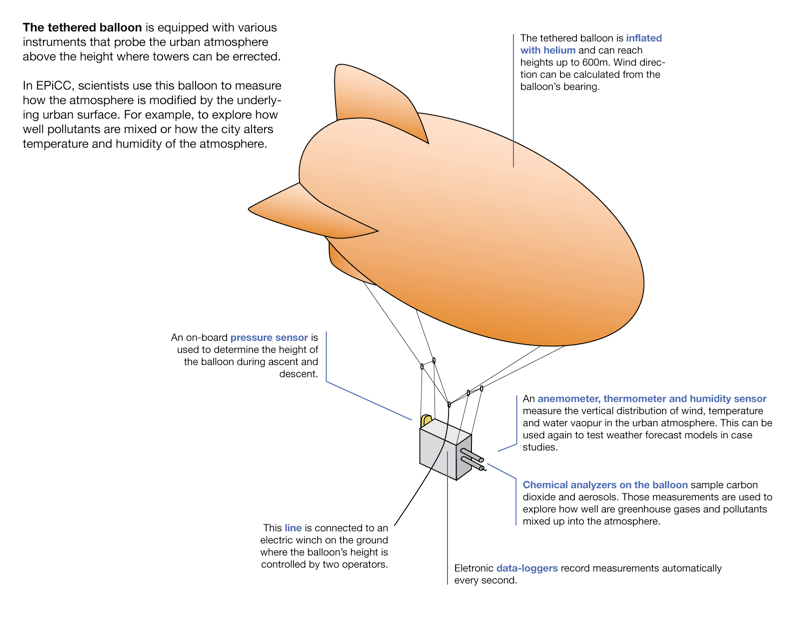 The tethered balloon is equipped with various
instruments that probe the urban atmosphere
above the height where towers can be errected.
In EPiCC, scientists use this balloon to measure
how the atmosphere is modified by the underly-
ing urban surface. For example, to explore how
well pollutants are mixed or how the city alters
temperature and humidity of the atmosphere.
The tethered balloon is inflated
with helium and can reach
heights up to 600m. Wind direc-
tion can be calculated from the
balloon's bearing.
An on-board pressure sensor is
used to determine the height of
the balloon during ascent and
descent.
An anemometer, thermometer and humidity sensor
measure the vertical distribution of wind, temperature
and water vaopur in the urban atmosphere. This can be
used again to test weather forecast models in case
studies.
Chemical analyzers on the balloon sample carbon
dioxide and aerosols. Those measurements are used to
explore how well are greenhouse gases and pollutants
mixed up into the atmosphere.
This line is connected to an
electric winch on the ground
where the balloon's height is
controlled by two operators.
Eletronic data-loggers record measurements automatically
every second.